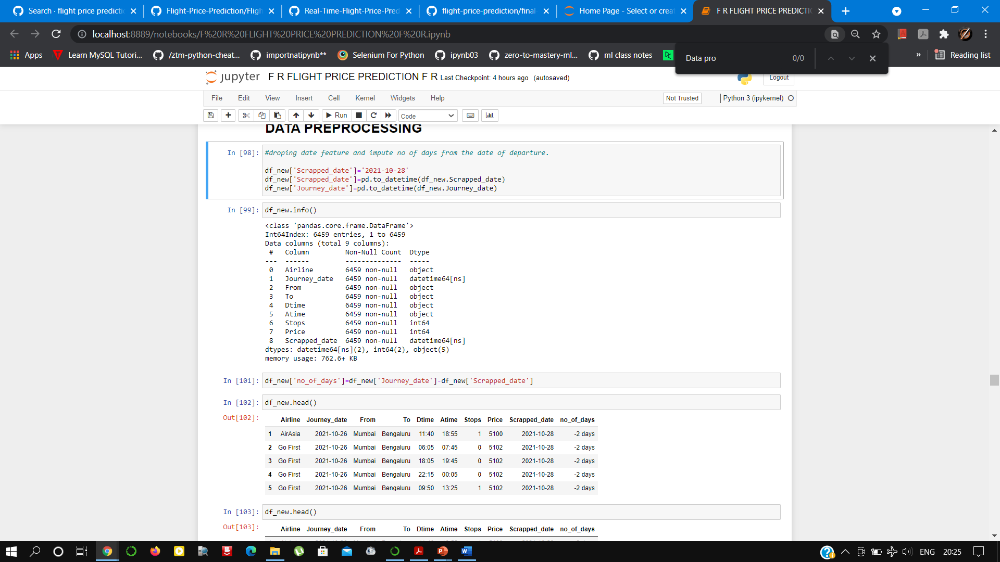 Search · flight price predictic
Flight-Price-Prediction/Fligh
Real-Time-Flight-Price-Pred
flight-price-prediction/final
Home Page - Select or crea
F R FLIGHT PRICE PREDICTIO
localhost:8889/notebooks/F%20R%20FLIGHT%20PRICE%20PREDICTION%20F%20R.ipynb
Apps
Learn MySQL Tutori...
/ztm-python-cheat...
importnatipynb**
Selenium For Python
ipynb03
zero-to-mastery-ml...
ml class notes
»
Reading list
Data pro
0/0
jupyter F R FLIGHT PRICE PREDICTION F R Last Checkpoint: 4 hours ago (autosaved)
Logout
File Edit View Insert Cell Kernel Widgets Help
Not Trusted
Python 3 (ipykernel)
Run
Code
DATA PREPROCESSING
In [98]: #droping date feature and impute no of days from the date of departure.
df_new['Scrapped_date']='2021-10-28'
df_new['Scrapped_date']=pd.to_datetime(df_new.Scrapped_date)
df_new['Journey_date']=pd.to_datetime(df_new.Journey_date)
In [99]: df_new.info()
<class 'pandas.core.frame.DataFrame'>
Int64Index: 6459 entries, 1 to 6459
Data columns (total 9 columns):
# Column Non-Null Count Dtype
--- ------ -------------- -----
0 Airline 6459 non-null object
1 Journey_date 6459 non-null datetime64[ns]
2 From 6459 non-null object
3 To 6459 non-null object
4 Dtime 6459 non-null object
5 Atime 6459 non-null object
6 Stops 6459 non-null int64
7 Price 6459 non-null int64
8 Scrapped_date 6459 non-null datetime64[ns]
dtypes: datetime64[ns](2), int64(2), object(5)
memory usage: 762.6+ KB
In [101]: df_new['no_of_days']=df_new['Journey_date']-df_new['Scrapped_date']
In [102]: df_new.head()
Out[102]:
Airline Journey_date From To Dtime Atime Stops Price Scrapped_date no_of_days
1 AirAsia 2021-10-26 Mumbai Bengaluru 11:40 18:55 1 5100 2021-10-28 -2 days
2 Go First 2021-10-26 Mumbai Bengaluru 06:05 07:45 0 5102 2021-10-28 -2 days
3 Go First 2021-10-26 Mumbai Bengaluru 18:05 19:45 0 5102 2021-10-28 -2 days
4 Go First 2021-10-26 Mumbai Bengaluru 22:15 00:05 0 5102 2021-10-28 -2 days
5 Go First 2021-10-26 Mumbai Bengaluru 09:50 13:25 1 5102 2021-10-28 -2 days
In [103]: df_new.head()
Out[103]:
Airline Journey_date From To Dtime Atime Stops Price Scrapped_date no_of_days
ENG 20:25